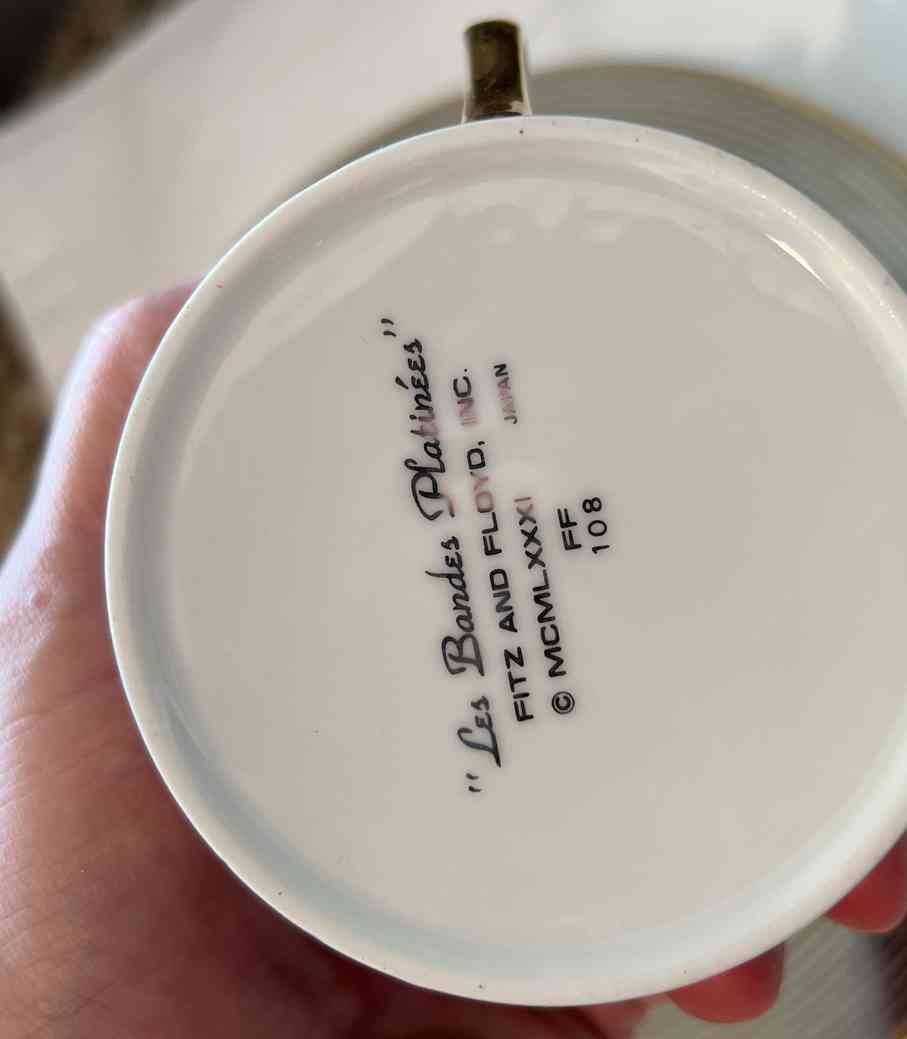 "Les Bandes Platinées"
FITZ AND FLOYD, INC.
© MCMLXXXI JAPAN
FF
108